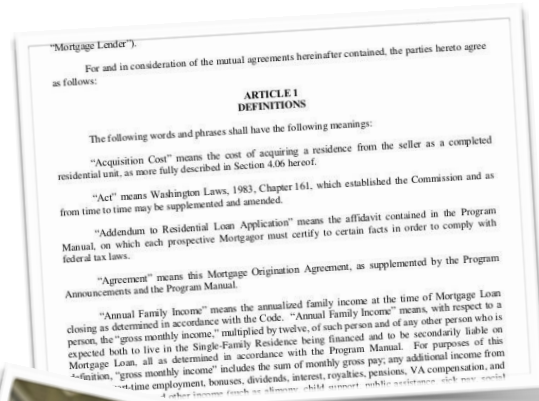 "Mortgage Lender").
For and in consideration of the mutual agreements hereinafter contained, the parties hereto agree
as follows:
ARTICLE I
DEFINITIONS
The following words and phrases shall have the following meanings:
"Acquisition Cost" means the cost of acquiring a residence from the seller as a completed
residential unit, as more fully described in Section 4.06 hereof.
"Act" means Washington Laws, 1983, Chapter 161, which established the Commission and as
from time to time may be supplemented and amended.
"Addendum to Residential Loan Application" means the affidavit contained in the Program
Manual, on which each prospective Mortgagor must certify to certain facts in order to comply with
federal tax laws.
"Agreement" means this Mortgage Origination Agreement, as supplemented by the Program
Announcements and the Program Manual.
"Annual Family Income" means the annualized family income at the time of Mortgage Loan
closing as determined in accordance with the Code. "Annual Family Income" means, with respect to a
person, the "gross monthly income," multiplied by twelve, of such person and of any other person who is
expected both to live in the Single-Family Residence being financed and to be secondarily liable on
Mortgage Loan, all as determined in accordance with the Program Manual. For purposes of this
definition, "gross monthly income" includes the sum of monthly gross pay; any additional income from
time employment, bonuses, dividends, interest, royalties, pensions, VA compensation, and
other income (such as alimony, child support, public assistance, sick pay, social